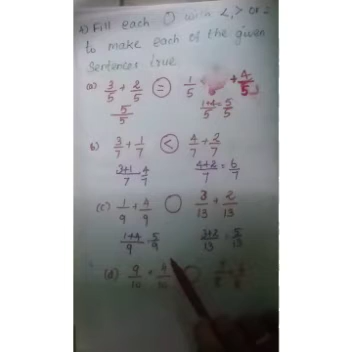 4) Fill each ○ with <, > or =
to make each of the given
Sentences true.
(a) 3/5 + 2/5 = 1/5 + 4/5
5/5 1+4/5 = 5/5
b) 3/7 + 1/7 < 4/7 + 2/7
3+1/7 4/7 4+2/7 = 6/7
(c) 1/9 + 4/9 ○ 3/13 + 2/13
1+4/9 = 5/9 3+2/13 = 5/13
(d) 9/10 + 4/10 ○